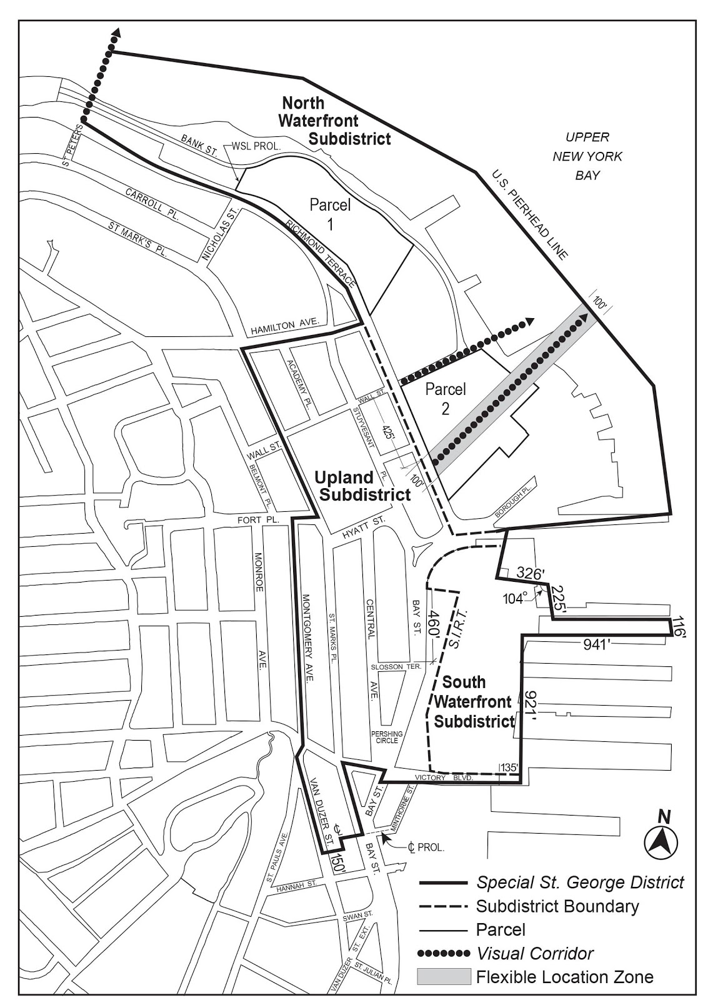 North
Waterfront
Subdistrict
UPPER
NEW YORK
BAY
ST PETER'S
BANK ST.
WSL PROL.
U.S. PIERHEAD LINE
CARROLL PL.
Parcel
1
NICHOLAS ST.
RICHMOND TERRACE
ST MARK'S PL.
100'
HAMILTON AVE.
ACADEMY PL.
Parcel
2
WALL ST.
STUYVESANT
PL.
425'
WALL ST.
BELMONT PL.
100'
Upland
Subdistrict
BOROUGH PL.
FORT PL.
HYATT ST.
MONROE
AVE.
326'
104°
225'
MONTGOMERY AVE.
ST. MARKS PL.
CENTRAL
AVE.
BAY ST.
460'
S.I.R.T.
116'
941'
SLOSSON TER.
South
Waterfront
Subdistrict
921'
PERSHING
CIRCLE
135'
VICTORY BLVD.
VAN DUZER ST.
BAY ST.
MINTHORNE ST.
℄
℄ PROL.
150'
BAY ST.
ST. PAULS AVE.
HANNAH ST.
SWAN ST.
VAN DUZER ST. EXT.
ST. JULIAN PL.
N
Special St. George District
Subdistrict Boundary
Parcel
Visual Corridor
Flexible Location Zone